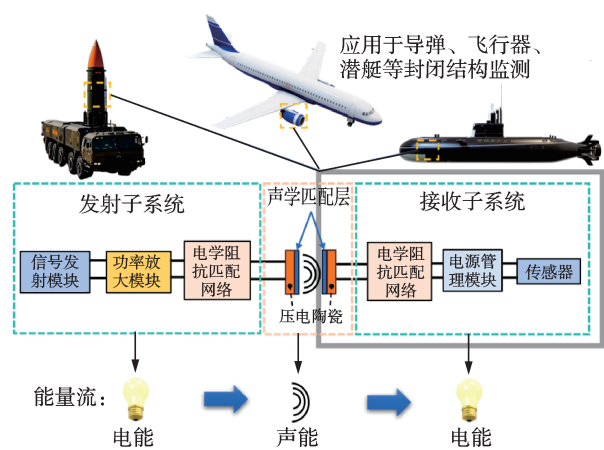 应用于导弹、飞行器、
潜艇等封闭结构监测
发射子系统
声学匹配层
接收子系统
信号发
射模块
功率放
大模块
电学阻
抗匹配
网络
压电陶瓷
电学阻
抗匹配
网络
电源管
理模块
传感器
能量流：
电能
声能
电能